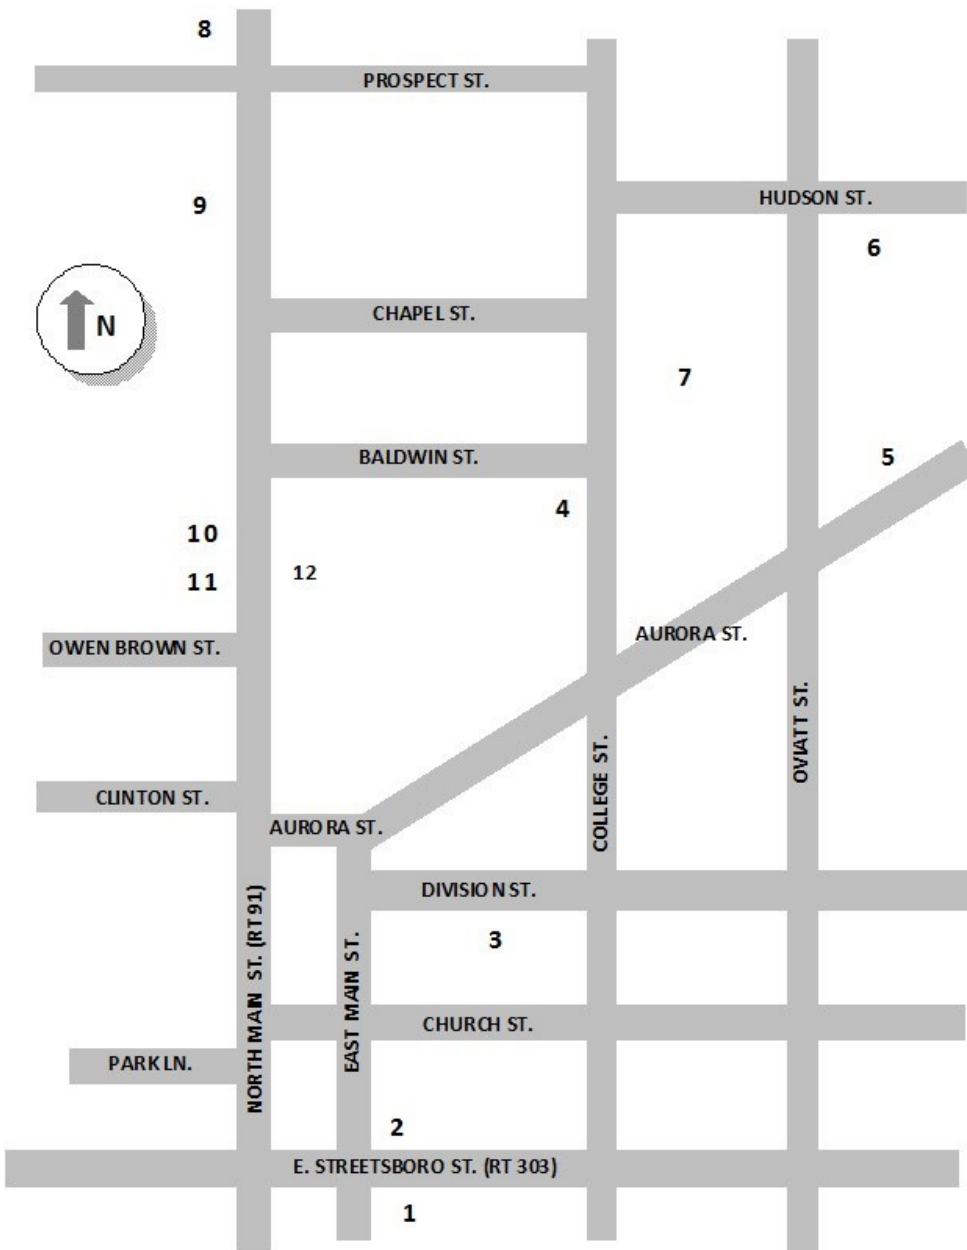 8
PROSPECT ST.
HUDSON ST.
9
6
N
CHAPEL ST.
7
BALDWIN ST.
5
4
10
12
11
OWEN BROWN ST.
AURORA ST.
OVIATT ST.
COLLEGE ST.
CLINTON ST.
AURORA ST.
DIVISION ST.
NORTH MAIN ST. (RT 91)
3
EAST MAIN ST.
CHURCH ST.
PARK LN.
2
E. STREETSBORO ST. (RT 303)
1